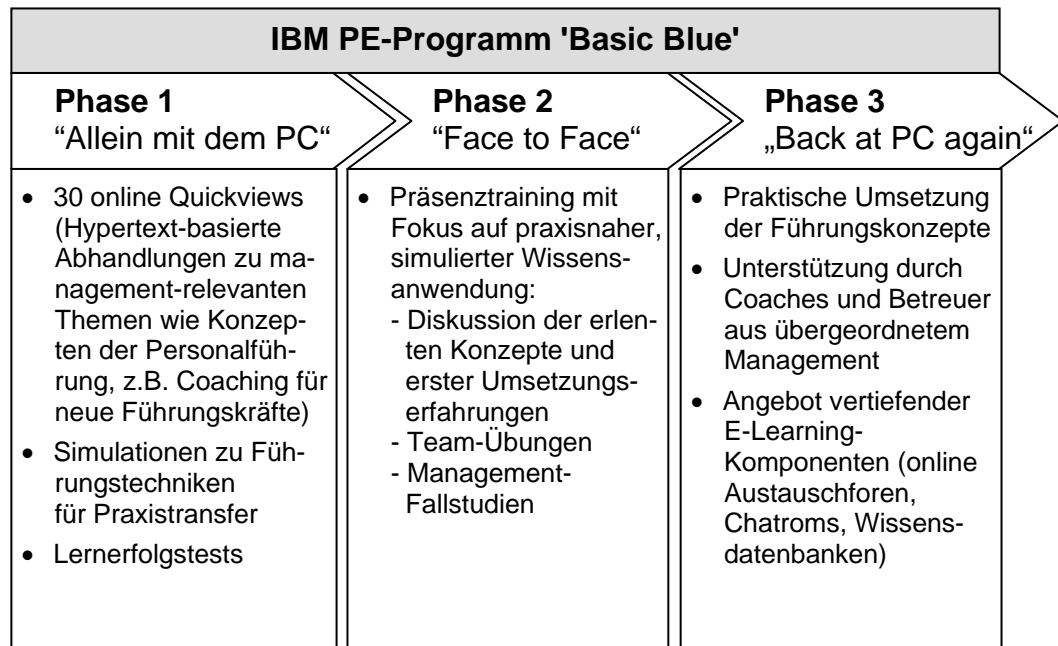 IBM PE-Programm 'Basic Blue'
Phase 1
“Allein mit dem PC“
Phase 2
“Face to Face“
Phase 3
„Back at PC again“
• 30 online Quickviews
(Hypertext-basierte
Abhandlungen zu ma-
nagement-relevanten
Themen wie Konzep-
ten der Personalfüh-
rung, z.B. Coaching für
neue Führungskräfte)
• Simulationen zu Füh-
rungstechniken
für Praxistransfer
• Lernerfolgstests
• Präsenztraining mit
Fokus auf praxisnaher,
simulierter Wissens-
anwendung:
- Diskussion der erlen-
ten Konzepte und
erster Umsetzungs-
erfahrungen
- Team-Übungen
- Management-
Fallstudien
• Praktische Umsetzung
der Führungskonzepte
• Unterstützung durch
Coaches und Betreuer
aus übergeordnetem
Management
• Angebot vertiefender
E-Learning-
Komponenten (online
Austauschforen,
Chatroms, Wissens-
datenbanken)